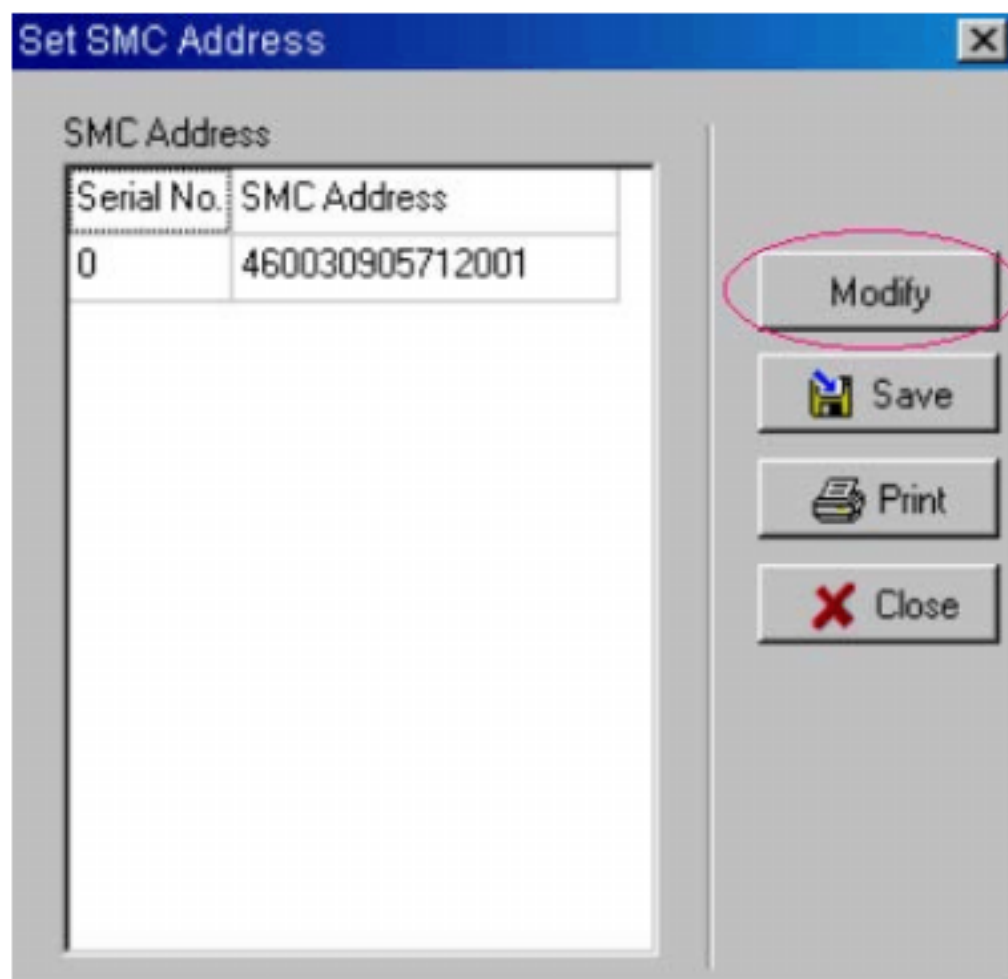 Set SMC Address
SMC Address
Serial No. SMC Address
0 460030905712001
Modify
Save
Print
Close